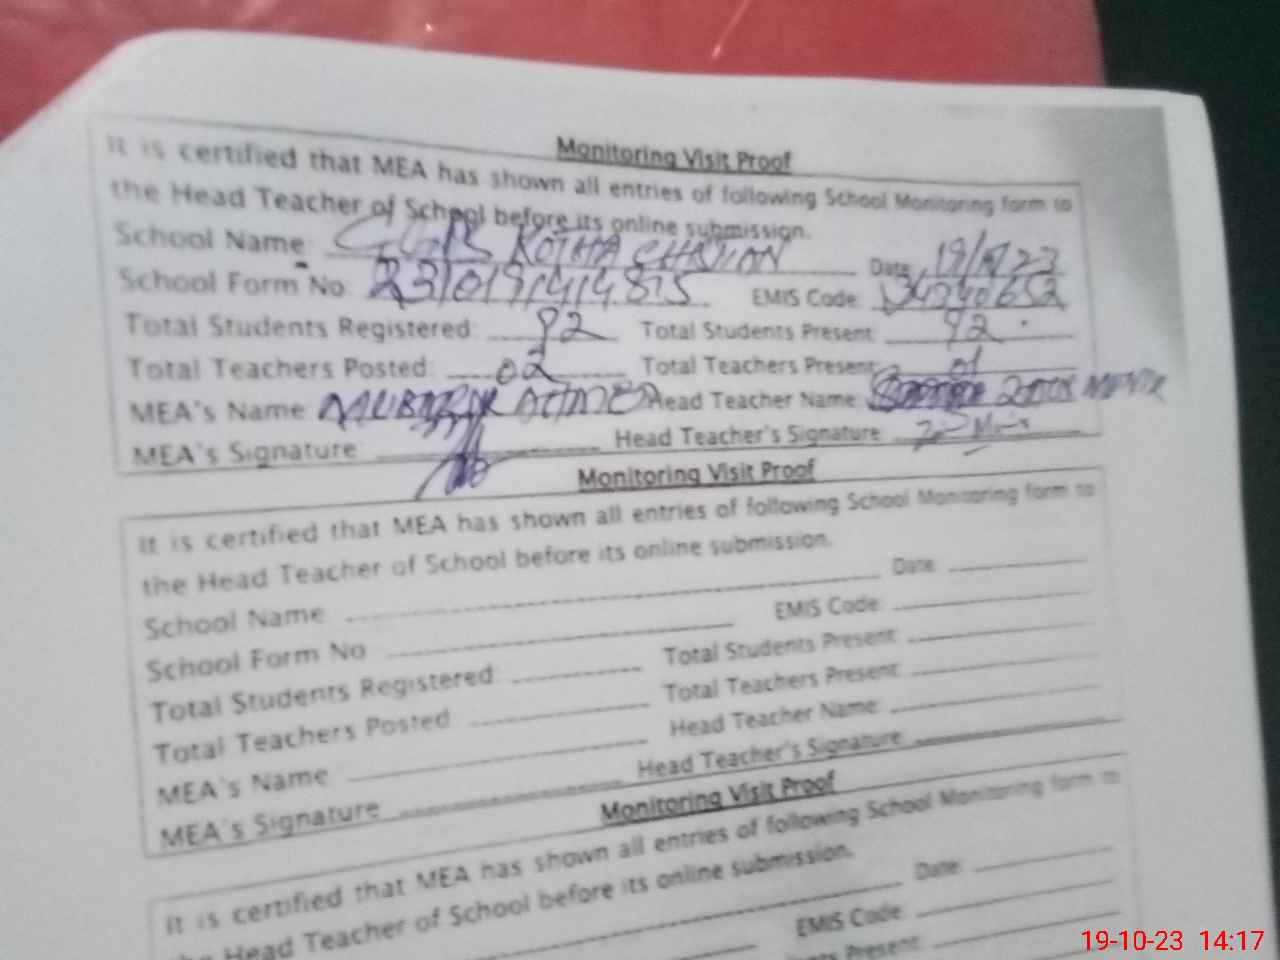 Monitoring Visit Proof
It is certified that MEA has shown all entries of following School Monitoring form to
the Head Teacher of School before its online submission.
School Name: KOTHA Date: 19/10/23
School Form No: 2310191414815 EMIS Code: 34240652
Total Students Registered: 92 Total Students Present: 92
Total Teachers Posted: 02 Total Teachers Present: 01
MEA's Name MUBASHIR AHMED Head Teacher Name:
MEA's Signature Head Teacher's Signature
Monitoring Visit Proof
It is certified that MEA has shown all entries of following School Monitoring form to
the Head Teacher of School before its online submission.
School Name Date:
School Form No EMIS Code:
Total Students Registered: Total Students Present:
Total Teachers Posted Total Teachers Present:
MEA's Name Head Teacher Name:
MEA's Signature Head Teacher's Signature:
Monitoring Visit Proof
It is certified that MEA has shown all entries of following School Monitoring form to
the Head Teacher of School before its online submission.
Date:
EMIS Code:
Present:
19-10-23 14:17